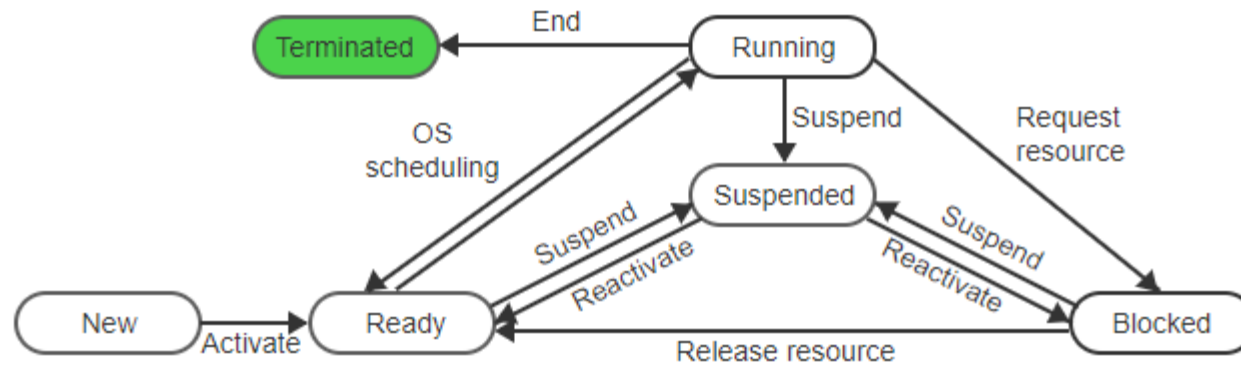 End
Terminated
Running
OS
scheduling
Suspend
Request
resource
Suspended
Suspend
Reactivate
Suspend
Reactivate
New
Activate
Ready
Blocked
Release resource